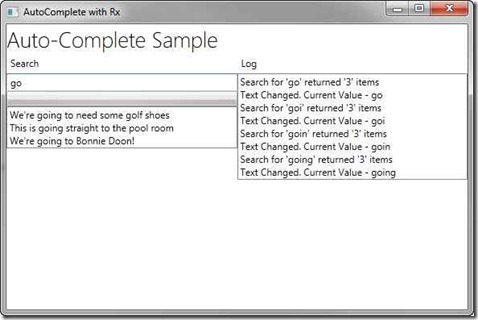 AutoComplete with Rx
Auto-Complete Sample
Search
Log
go
We're going to need some golf shoes
This is going straight to the pool room
We're going to Bonnie Doon!
Search for 'go' returned '3' items
Text Changed. Current Value - go
Search for 'goi' returned '3' items
Text Changed. Current Value - goi
Search for 'goin' returned '3' items
Text Changed. Current Value - goin
Search for 'going' returned '3' items
Text Changed. Current Value - going